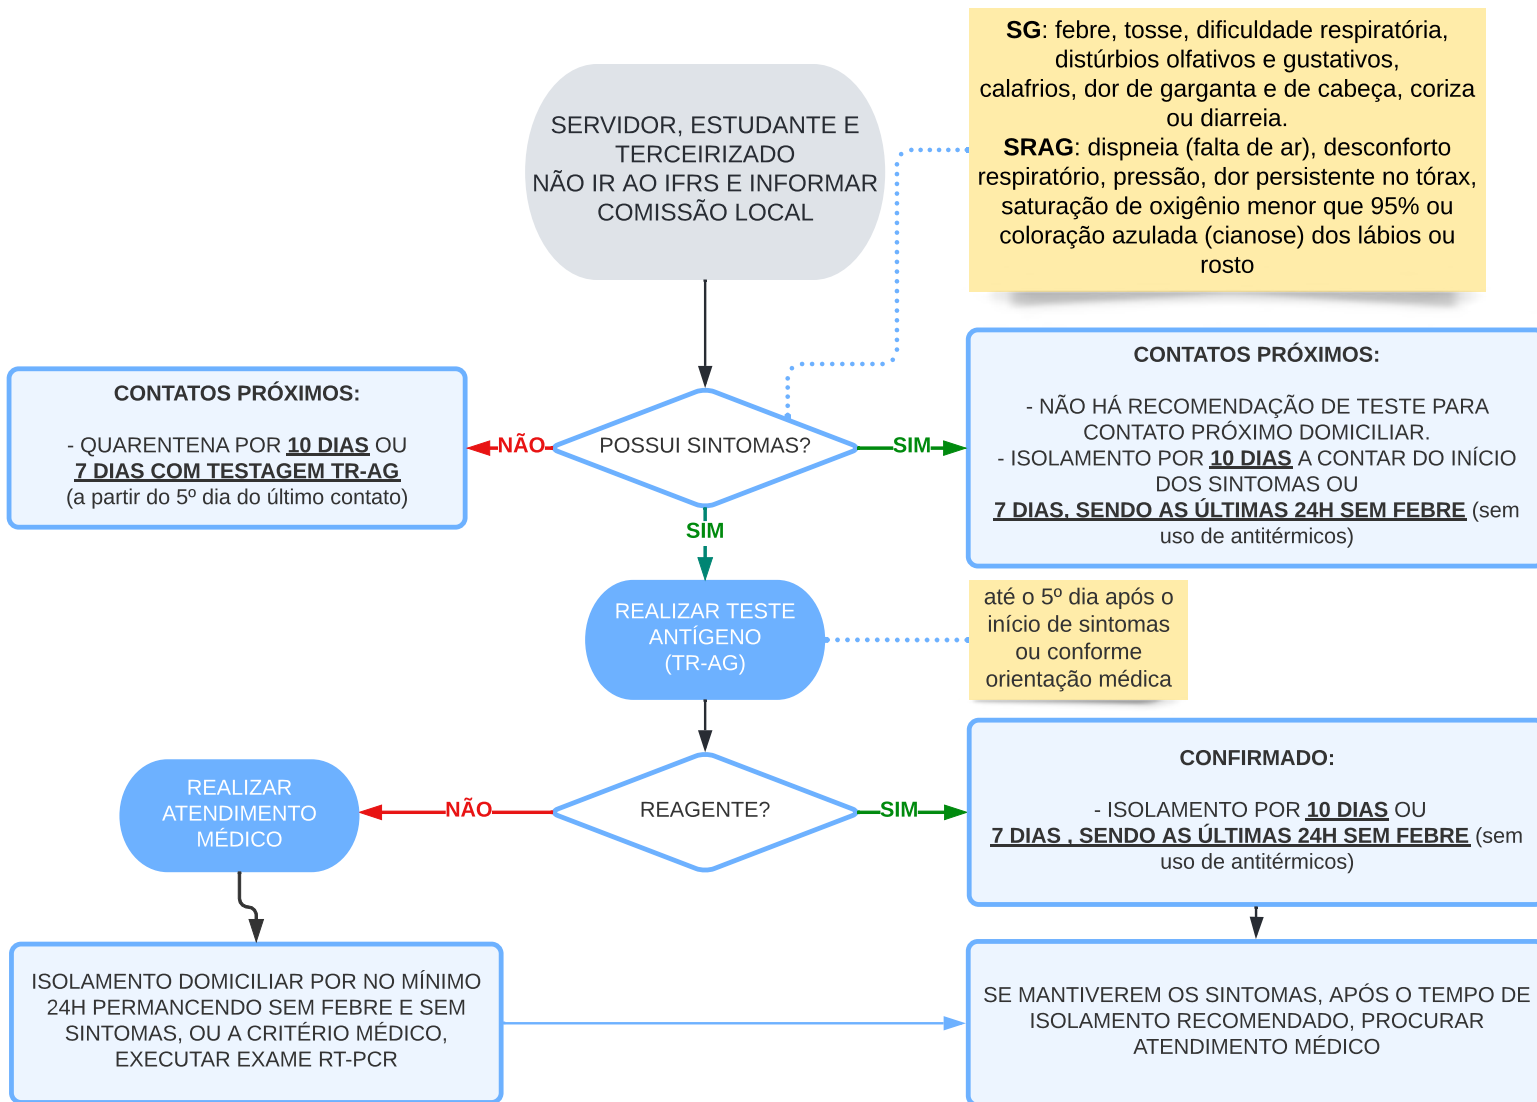 SG: febre, tosse, dificuldade respiratória,
distúrbios olfativos e gustativos,
calafrios, dor de garganta e de cabeça, coriza
ou diarreia.
SRAG: dispneia (falta de ar), desconforto
respiratório, pressão, dor persistente no tórax,
saturação de oxigênio menor que 95% ou
coloração azulada (cianose) dos lábios ou
rosto
SERVIDOR, ESTUDANTE E
TERCEIRIZADO
NÃO IR AO IFRS E INFORMAR
COMISSÃO LOCAL
CONTATOS PRÓXIMOS:
- QUARENTENA POR 10 DIAS OU
7 DIAS COM TESTAGEM TR-AG
(a partir do 5º dia do último contato)
NÃO
POSSUI SINTOMAS?
SIM
CONTATOS PRÓXIMOS:
- NÃO HÁ RECOMENDAÇÃO DE TESTE PARA
CONTATO PRÓXIMO DOMICILIAR.
- ISOLAMENTO POR 10 DIAS A CONTAR DO INÍCIO
DOS SINTOMAS OU
7 DIAS, SENDO AS ÚLTIMAS 24H SEM FEBRE (sem
uso de antitérmicos)
SIM
REALIZAR TESTE
ANTÍGENO
(TR-AG)
até o 5º dia após o
início de sintomas
ou conforme
orientação médica
REALIZAR
ATENDIMENTO
MÉDICO
NÃO
REAGENTE?
SIM
CONFIRMADO:
- ISOLAMENTO POR 10 DIAS OU
7 DIAS , SENDO AS ÚLTIMAS 24H SEM FEBRE (sem
uso de antitérmicos)
ISOLAMENTO DOMICILIAR POR NO MÍNIMO
24H PERMANCENDO SEM FEBRE E SEM
SINTOMAS, OU A CRITÉRIO MÉDICO,
EXECUTAR EXAME RT-PCR
SE MANTIVEREM OS SINTOMAS, APÓS O TEMPO DE
ISOLAMENTO RECOMENDADO, PROCURAR
ATENDIMENTO MÉDICO